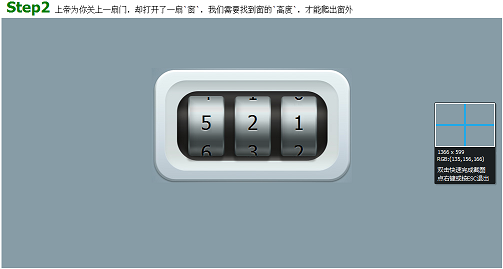 Step2 上帝为你关上一扇门，却打开了一扇`窗`，我们需要找到窗的`高度`，才能爬出窗外
5 2 1
6 3 2
1366 x 599
RGB:(135,156,166)
双击快速完成截图
点右键或按ESC退出